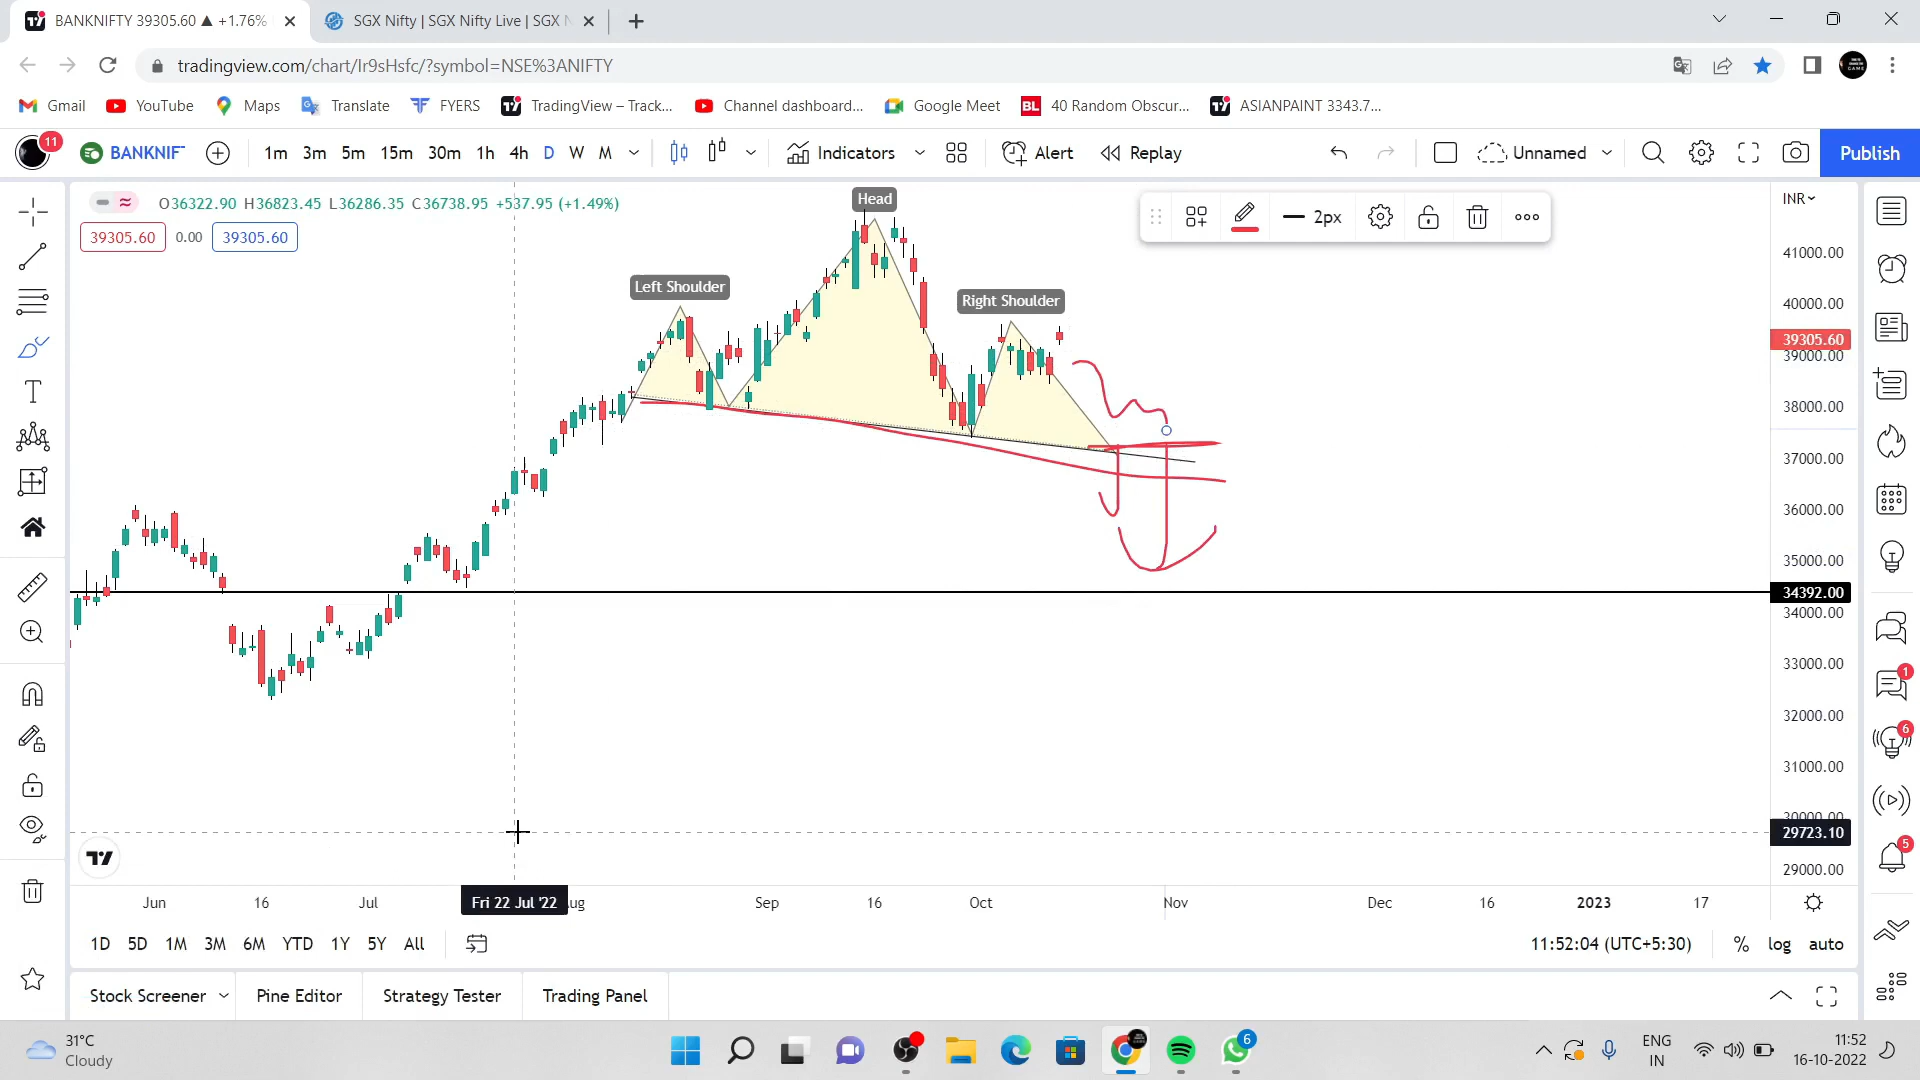 BANKNIFTY 39305.60 ▲ +1.76%
SGX Nifty | SGX Nifty Live | SGX
tradingview.com/chart/Ir9sHsfc/?symbol=NSE%3ANIFTY
Gmail YouTube Maps Translate FYERS TradingView – Track... Channel dashboard... Google Meet BL 40 Random Obscur... ASIANPAINT 3343.7...
11 BANKNIF 1m 3m 5m 15m 30m 1h 4h D W M Indicators Alert Replay Unnamed Publish
O36322.90 H36823.45 L36286.35 C36738.95 +537.95 (+1.49%)
39305.60 0.00 39305.60
Head
Left Shoulder
Right Shoulder
2px
INR
41000.00
40000.00
39305.60
39000.00
38000.00
37000.00
36000.00
35000.00
34392.00
34000.00
33000.00
32000.00
31000.00
30000.00
29723.10
29000.00
1
6
5
Jun 16 Jul Fri 22 Jul '22 ug Sep 16 Oct Nov Dec 16 2023 17
1D 5D 1M 3M 6M YTD 1Y 5Y All 11:52:04 (UTC+5:30) % log auto
Stock Screener Pine Editor Strategy Tester Trading Panel
31°C
Cloudy
6
ENG
IN
11:52
16-10-2022